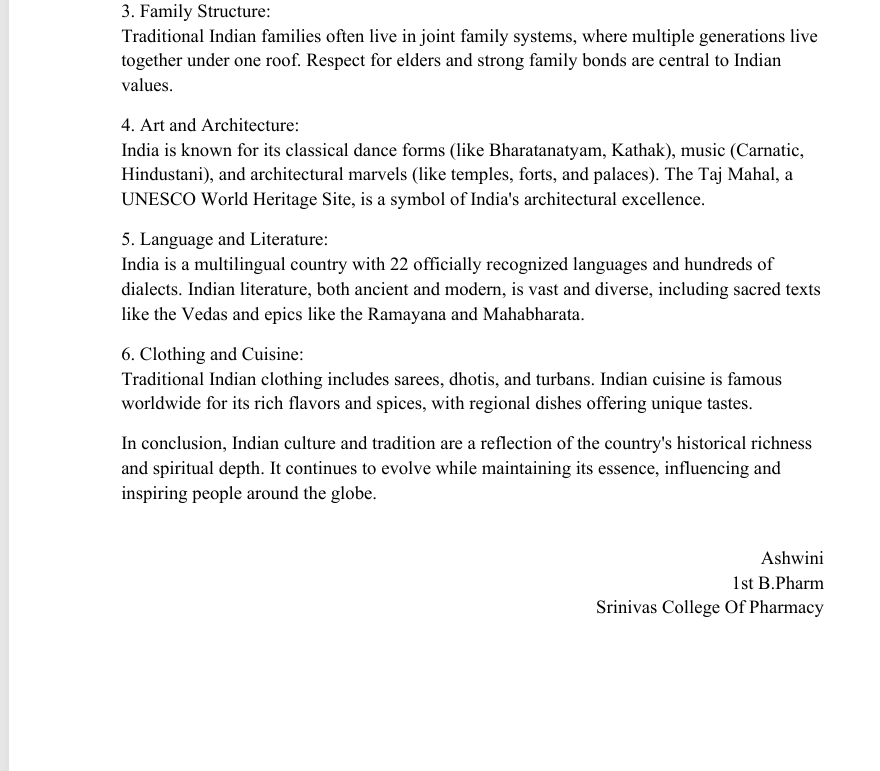 3. Family Structure:
Traditional Indian families often live in joint family systems, where multiple generations live
together under one roof. Respect for elders and strong family bonds are central to Indian
values.
4. Art and Architecture:
India is known for its classical dance forms (like Bharatanatyam, Kathak), music (Carnatic,
Hindustani), and architectural marvels (like temples, forts, and palaces). The Taj Mahal, a
UNESCO World Heritage Site, is a symbol of India's architectural excellence.
5. Language and Literature:
India is a multilingual country with 22 officially recognized languages and hundreds of
dialects. Indian literature, both ancient and modern, is vast and diverse, including sacred texts
like the Vedas and epics like the Ramayana and Mahabharata.
6. Clothing and Cuisine:
Traditional Indian clothing includes sarees, dhotis, and turbans. Indian cuisine is famous
worldwide for its rich flavors and spices, with regional dishes offering unique tastes.
In conclusion, Indian culture and tradition are a reflection of the country's historical richness
and spiritual depth. It continues to evolve while maintaining its essence, influencing and
inspiring people around the globe.
Ashwini
1st B.Pharm
Srinivas College Of Pharmacy